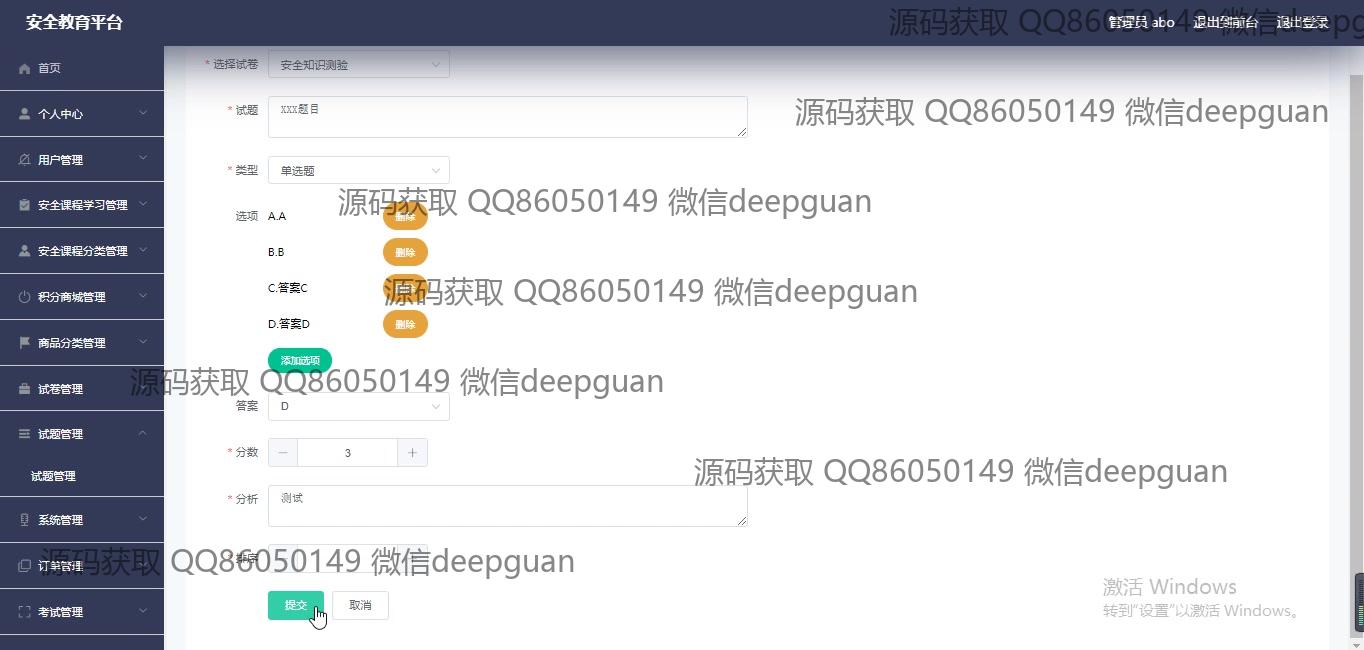 安全教育平台
管理员 abo 退出到前台 退出登录
源码获取 QQ86050149 微信deepg
首页
个人中心
用户管理
安全课程学习管理
安全课程分类管理
积分商城管理
商品分类管理
试卷管理
试题管理
试题管理
系统管理
订单管理
考试管理
* 选择试卷 安全知识测验
* 试题 XXX题目
源码获取 QQ86050149 微信deepguan
* 类型 单选题
源码获取 QQ86050149 微信deepguan
选项 A.A 删除
B.B 删除
C.答案C
源码获取 QQ86050149 微信deepguan
D.答案D 删除
添加选项
源码获取 QQ86050149 微信deepguan
答案 D
* 分数 3
源码获取 QQ86050149 微信deepguan
* 分析 测试
* 排序
源码获取 QQ86050149 微信deepguan
提交 取消
激活 Windows
转到“设置”以激活 Windows。